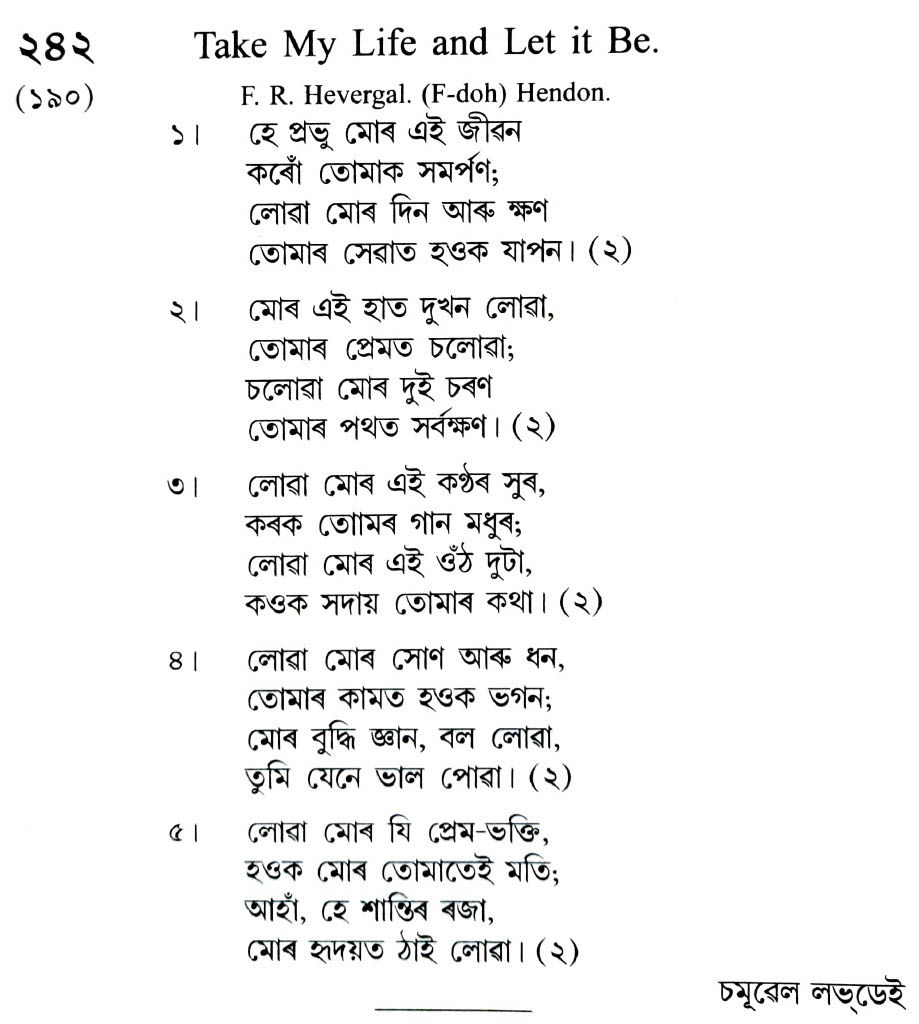 ২৪২ Take My Life and Let it Be.
(১৯০) F. R. Hevergal. (F-doh) Hendon.
১। হে প্ৰভু মোৰ এই জীৱন
কৰোঁ তোমাক সমৰ্পণ;
লোৱা মোৰ দিন আৰু ক্ষণ
তোমাৰ সেৱাত হওক যাপন। (২)
২। মোৰ এই হাত দুখন লোৱা,
তোমাৰ প্ৰেমত চলোৱা;
চলোৱা মোৰ দুই চৰণ
তোমাৰ পথত সৰ্বক্ষণ। (২)
৩। লোৱা মোৰ এই কণ্ঠৰ সুৰ,
কৰক তোামৰ গান মধুৰ;
লোৱা মোৰ এই ওঁঠ দুটা,
কওক সদায় তোমাৰ কথা। (২)
৪। লোৱা মোৰ সোণ আৰু ধন,
তোমাৰ কামত হওক ভগন;
মোৰ বুদ্ধি জ্ঞান, বল লোৱা,
তুমি যেনে ভাল পোৱা। (২)
৫। লোৱা মোৰ যি প্ৰেম-ভক্তি,
হওক মোৰ তোমাতেই মতি;
আহাঁ, হে শান্তিৰ ৰজা,
মোৰ হৃদয়ত ঠাই লোৱা। (২)
চমূৱেল লভ্ডেই